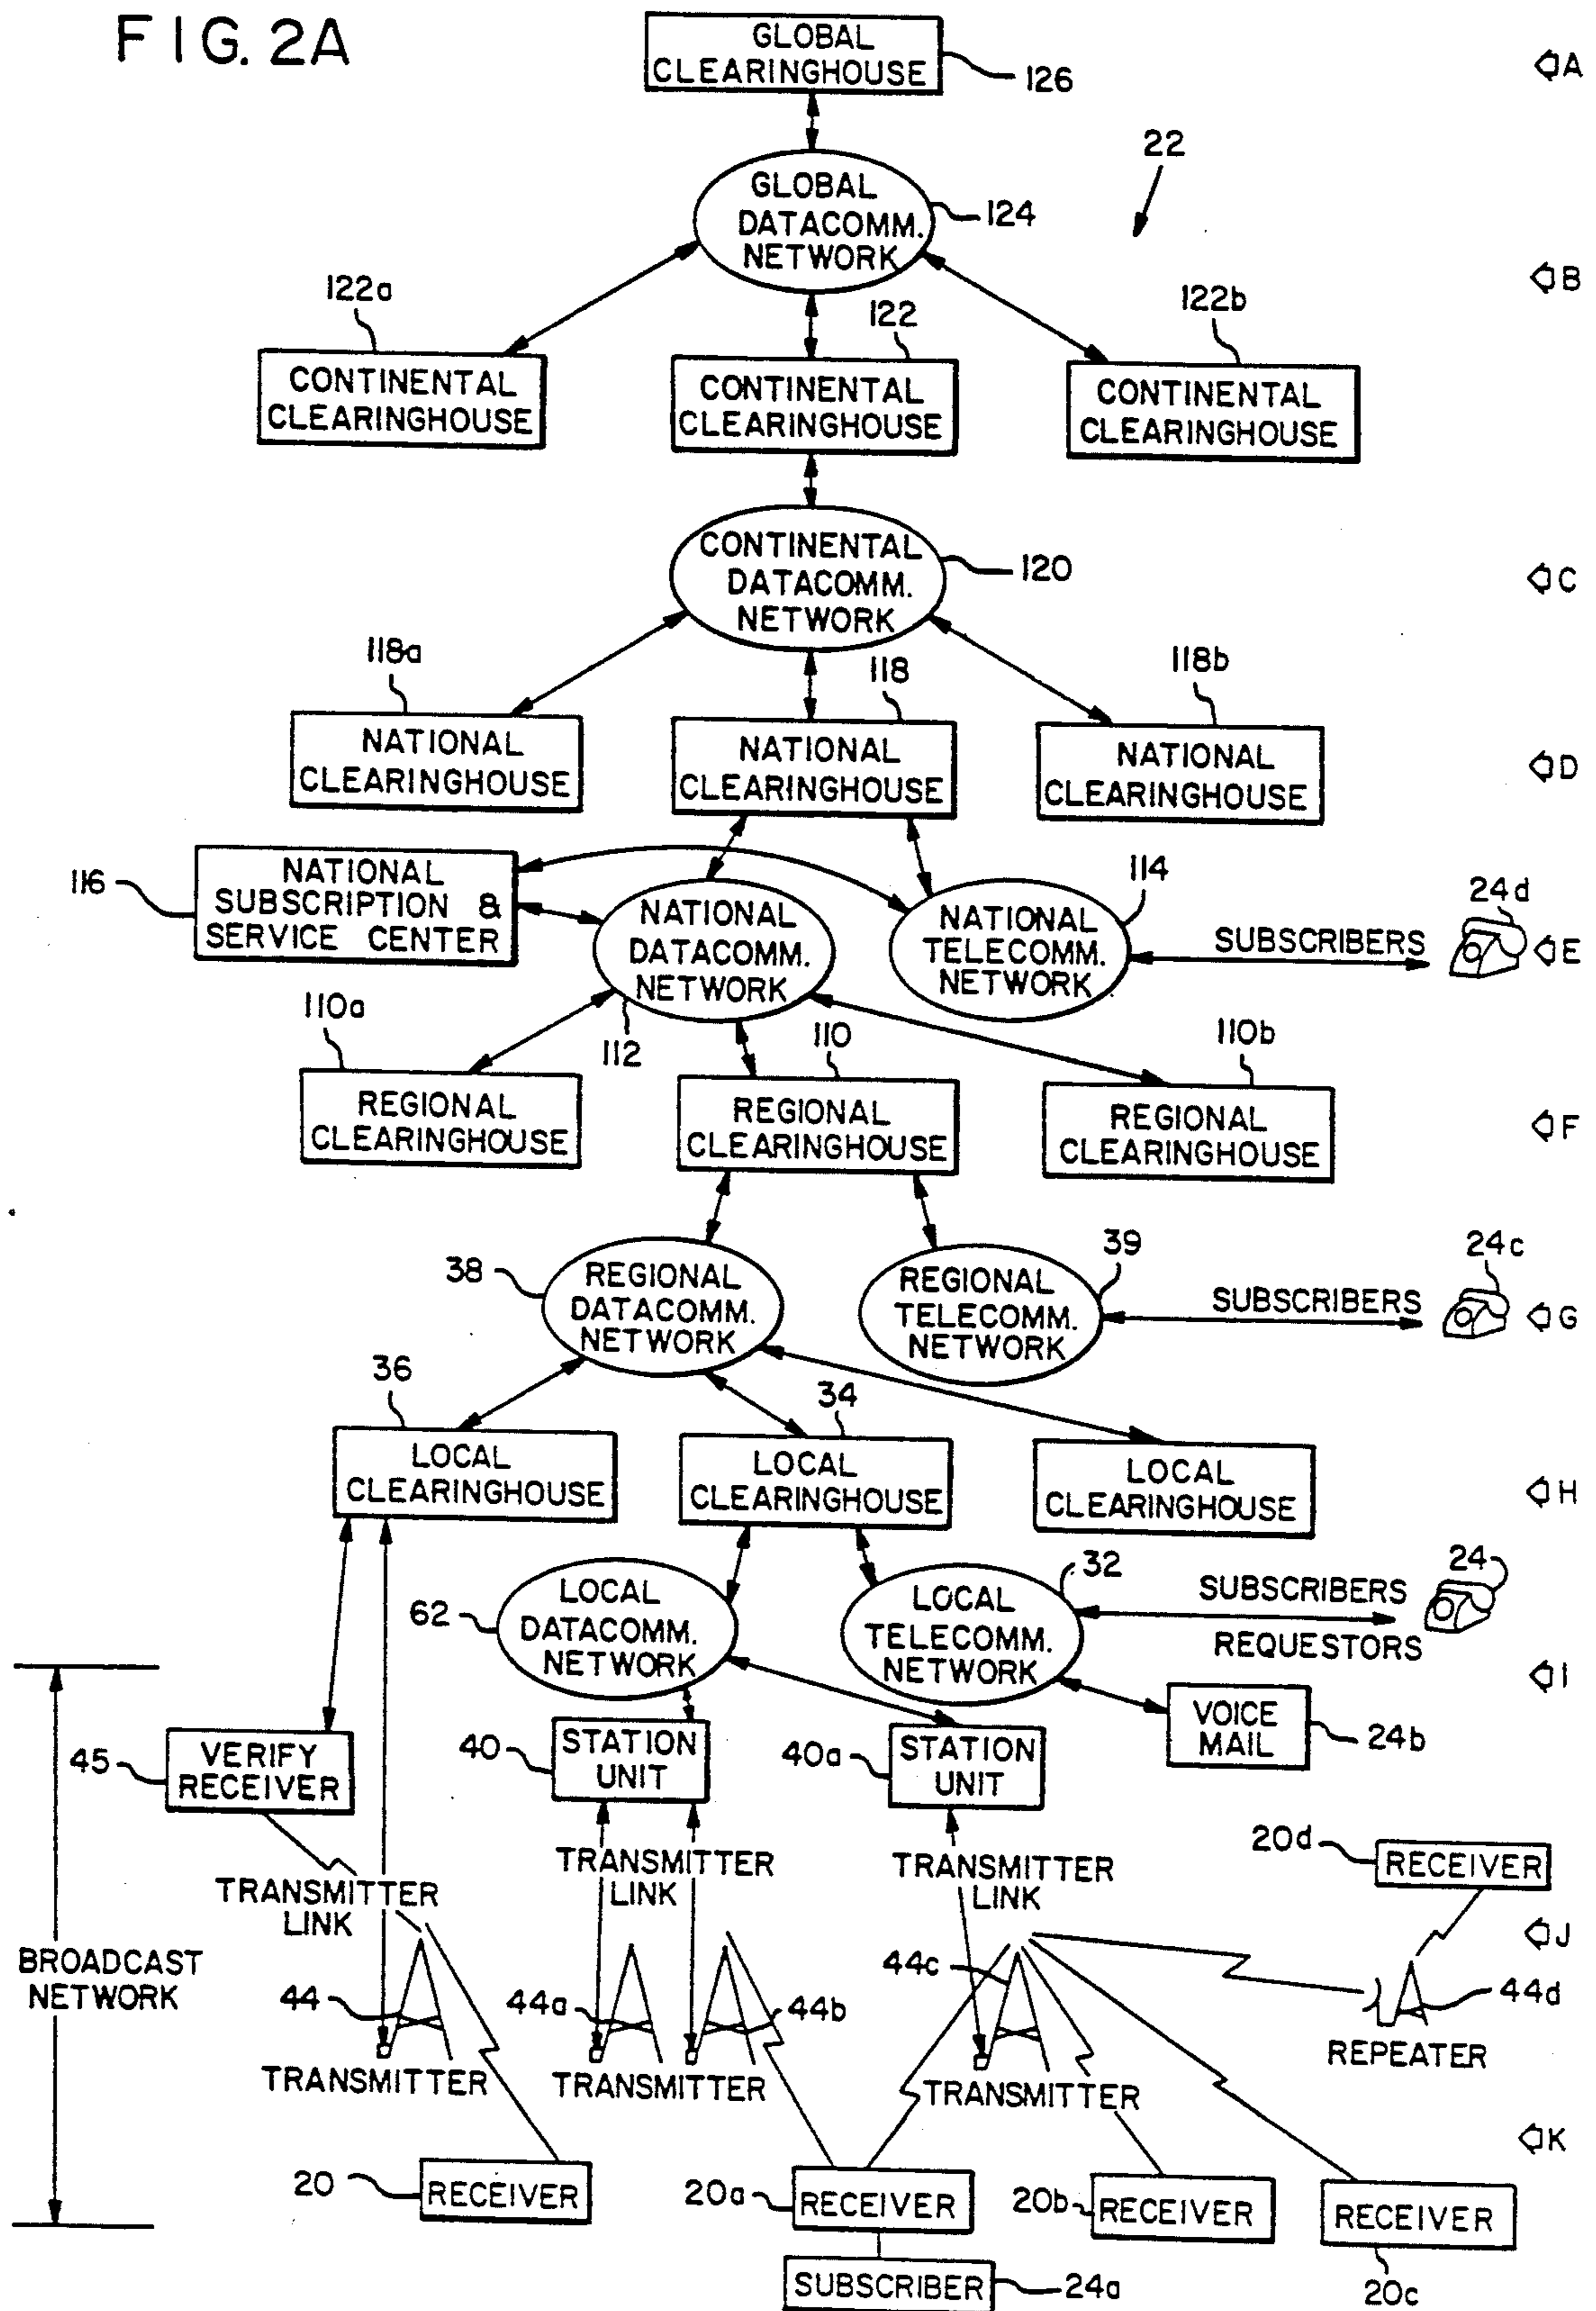 FIG. 2A
GLOBAL
CLEARINGHOUSE
126
A
22
GLOBAL
DATACOMM.
NETWORK
124
B
122a
122
122b
CONTINENTAL
CLEARINGHOUSE
CONTINENTAL
CLEARINGHOUSE
CONTINENTAL
CLEARINGHOUSE
CONTINENTAL
DATACOMM.
NETWORK
120
C
118a
118
118b
NATIONAL
CLEARINGHOUSE
NATIONAL
CLEARINGHOUSE
NATIONAL
CLEARINGHOUSE
D
116
NATIONAL
SUBSCRIPTION &
SERVICE CENTER
NATIONAL
DATACOMM.
NETWORK
112
NATIONAL
TELECOMM.
NETWORK
114
SUBSCRIBERS
24d
E
110a
110
110b
REGIONAL
CLEARINGHOUSE
REGIONAL
CLEARINGHOUSE
REGIONAL
CLEARINGHOUSE
F
38
REGIONAL
DATACOMM.
NETWORK
REGIONAL
TELECOMM.
NETWORK
39
SUBSCRIBERS
24c
G
36
34
LOCAL
CLEARINGHOUSE
LOCAL
CLEARINGHOUSE
LOCAL
CLEARINGHOUSE
H
62
LOCAL
DATACOMM.
NETWORK
LOCAL
TELECOMM.
NETWORK
32
SUBSCRIBERS
REQUESTORS
24
I
45
VERIFY
RECEIVER
40
STATION
UNIT
40a
STATION
UNIT
VOICE
MAIL
24b
TRANSMITTER
LINK
TRANSMITTER
LINK
TRANSMITTER
LINK
20d
RECEIVER
J
BROADCAST
NETWORK
44
44a
44b
44c
44d
TRANSMITTER
TRANSMITTER
TRANSMITTER
REPEATER
K
20
RECEIVER
20a
RECEIVER
20b
RECEIVER
RECEIVER
20c
SUBSCRIBER
24a